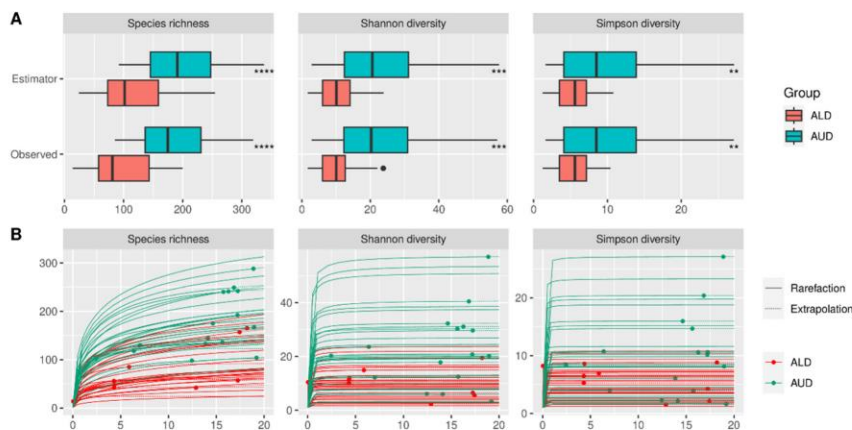 A
Species richness
Shannon diversity
Simpson diversity
Estimator
****
***
**
Observed
****
***
**
0 100 200 300
0 20 40 60
0 10 20
Group
ALD
AUD
B
Species richness
Shannon diversity
Simpson diversity
300
200
100
0
40
20
0
20
10
0
0 5 10 15 20
0 5 10 15 20
0 5 10 15 20
Rarefaction
Extrapolation
ALD
AUD